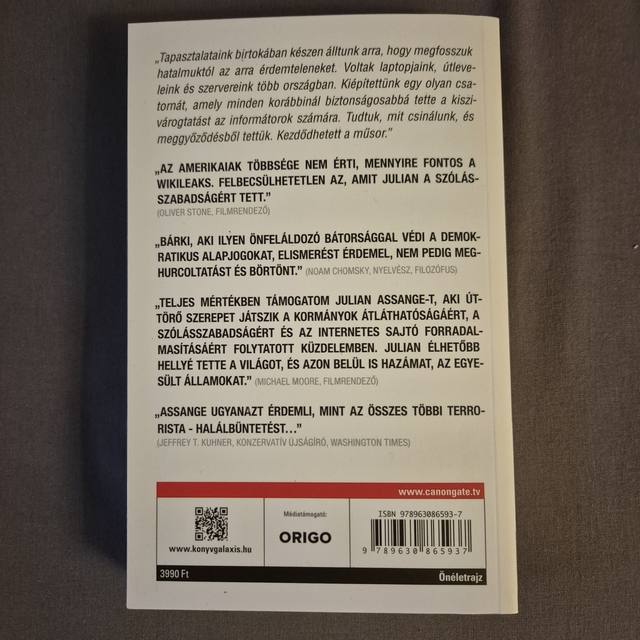 „Tapasztalataink birtokában készen álltunk arra, hogy megfosszuk
hatalmuktól az arra érdemteleneket. Voltak laptopjaink, útleve-
leink és szervereink több országban. Kiépítettünk egy olyan csa-
tornát, amely minden korábbinál biztonságosabbá tette a kiszi-
várogtatást az informátorok számára. Tudtuk, mit csinálunk, és
meggyőződésből tettük. Kezdődhetett a műsor.”
„AZ AMERIKAIAK TÖBBSÉGE NEM ÉRTI, MENNYIRE FONTOS A
WIKILEAKS. FELBECSÜLHETETLEN AZ, AMIT JULIAN A SZÓLÁS-
SZABADSÁGÉRT TETT.”
(OLIVER STONE, FILMRENDEZŐ)
„BÁRKI, AKI ILYEN ÖNFELÁLDOZÓ BÁTORSÁGGAL VÉDI A DEMOK-
RATIKUS ALAPJOGOKAT, ELISMERÉST ÉRDEMEL, NEM PEDIG MEG-
HURCOLTATÁST ÉS BÖRTÖNT.” (NOAM CHOMSKY, NYELVÉSZ, FILOZÓFUS)
„TELJES MÉRTÉKBEN TÁMOGATOM JULIAN ASSANGE-T, AKI ÚT-
TÖRŐ SZEREPET JÁTSZIK A KORMÁNYOK ÁTLÁTHATÓSÁGÁÉRT, A
SZÓLÁSSZABADSÁGÉRT ÉS AZ INTERNETES SAJTÓ FORRADAL-
MASÍTÁSÁÉRT FOLYTATOTT KÜZDELEMBEN. JULIAN ÉLHETŐBB
HELLYÉ TETTE A VILÁGOT, ÉS AZON BELÜL IS HAZÁMAT, AZ EGYE-
SÜLT ÁLLAMOKAT.” (MICHAEL MOORE, FILMRENDEZŐ)
„ASSANGE UGYANAZT ÉRDEMLI, MINT AZ ÖSSZES TÖBBI TERRO-
RISTA - HALÁLBÜNTETÉST...”
(JEFFREY T. KUHNER, KONZERVATÍV ÚJSÁGÍRÓ, WASHINGTON TIMES)
www.canongate.tv
www.konyvgalaxis.hu
Médiatámogató:
ORIGO
ISBN 978963086593-7
9 789630 865937
3990 Ft
Önéletrajz